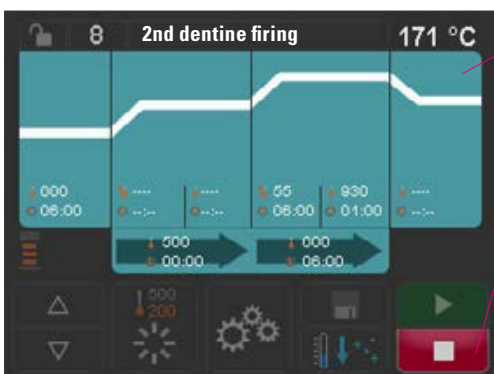 8 2nd dentine firing 171 °C
000 ---- ---- 55 930 ----
06:00 --:-- --:-- 06:00 01:00 --:--
500 000
00:00 06:00
500
200